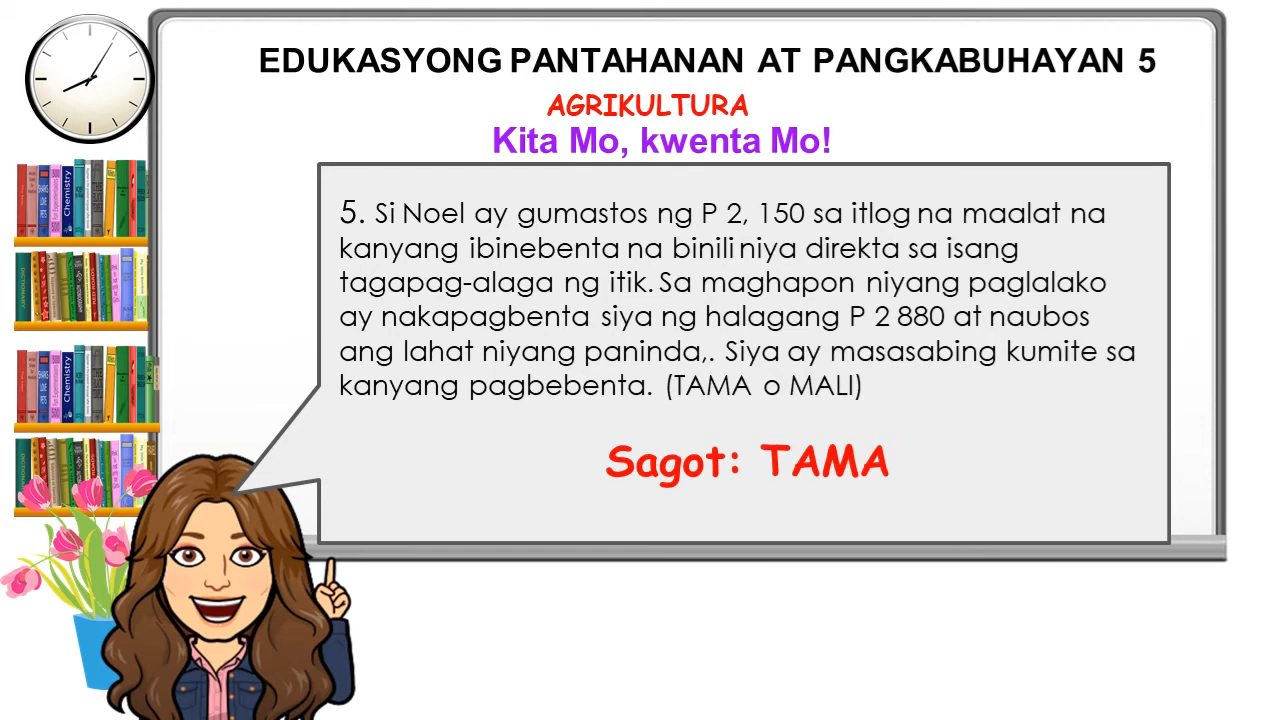 EDUKASYONG PANTAHANAN AT PANGKABUHAYAN 5
AGRIKULTURA
Kita Mo, kwenta Mo!
5. Si Noel ay gumastos ng P 2, 150 sa itlog na maalat na
kanyang ibinebenta na binili niya direkta sa isang
tagapag-alaga ng itik. Sa maghapon niyang paglalako
ay nakapagbenta siya ng halagang P 2 880 at naubos
ang lahat niyang paninda,. Siya ay masasabing kumite sa
kanyang pagbebenta. (TAMA o MALI)
Sagot: TAMA
Chemistry
Chemistry